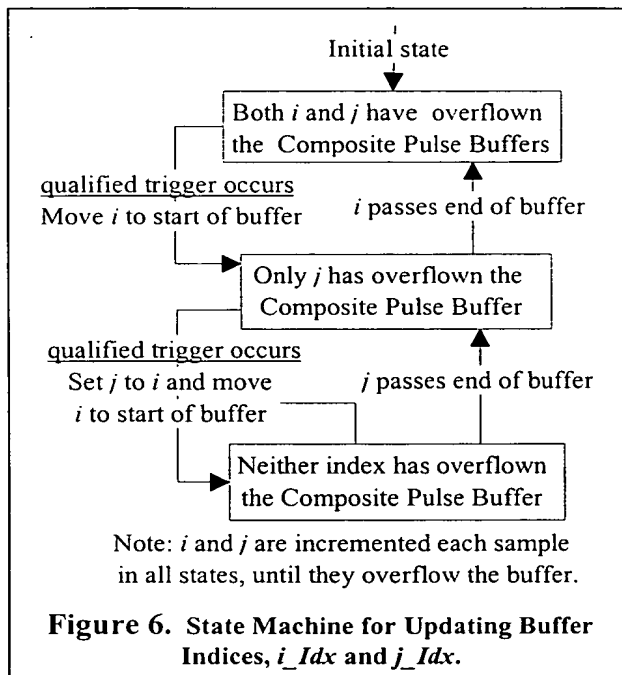 Initial state
Both i and j have overflown
the Composite Pulse Buffers
qualified trigger occurs
Move i to start of buffer
i passes end of buffer
Only j has overflown the
Composite Pulse Buffer
qualified trigger occurs
Set j to i and move
i to start of buffer
j passes end of buffer
Neither index has overflown
the Composite Pulse Buffer
Note: i and j are incremented each sample
in all states, until they overflow the buffer.
Figure 6. State Machine for Updating Buffer
Indices, i_Idx and j_Idx.